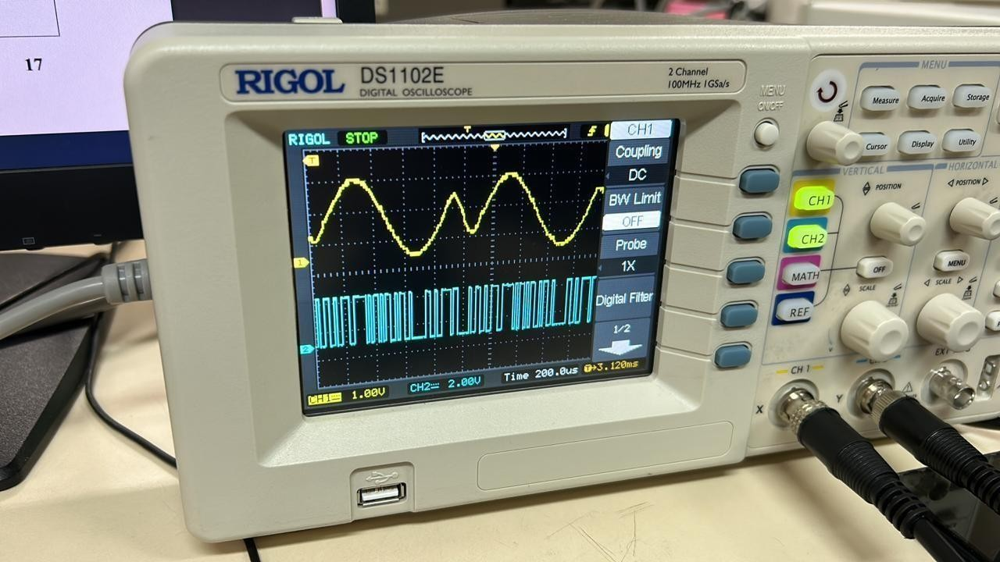 17
RIGOL DS1102E
DIGITAL OSCILLOSCOPE
2 Channel
100MHz 1GSa/s
MENU
ON/OFF
RIGOL STOP
T
CH1
Coupling
DC
BW Limit
OFF
Probe
1X
Digital Filter
1/2
T
1
2
CH1 1.00V
CH2 2.00V
Time 200.0us
T→3.120ms
MENU
Measure
Acquire
Storage
Cursor
Display
Utility
VERTICAL
HORIZONTAL
POSITION
POSITION
CH1
CH2
MATH
REF
OFF
MENU
SCALE
SCALE
CH 1
X
Y